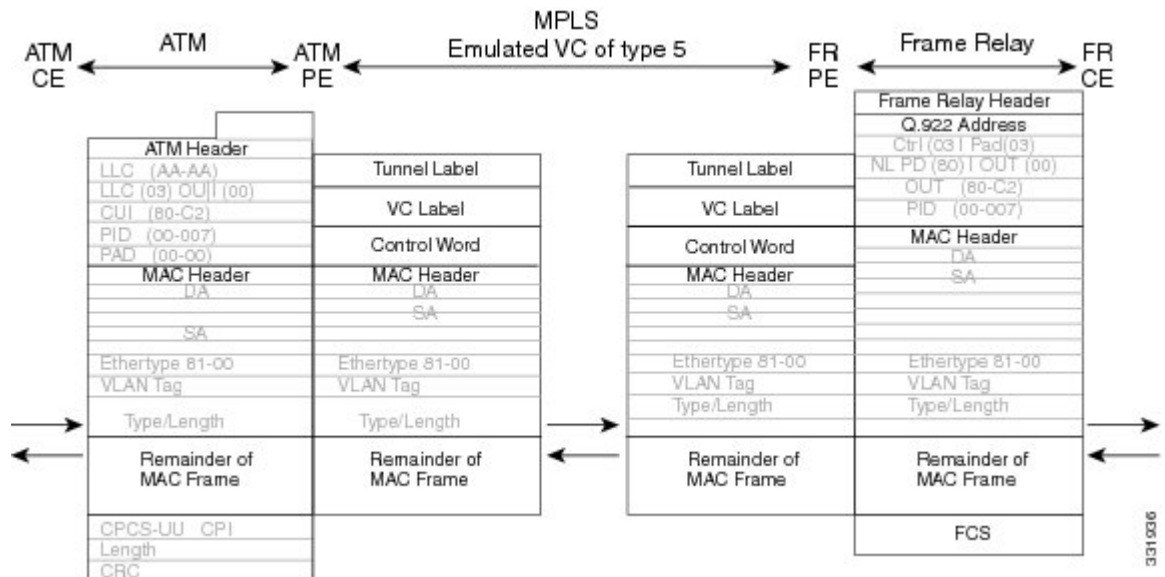 MPLS
Emulated VC of type 5
ATM CE
ATM
ATM PE
FR PE
Frame Relay
FR CE
ATM Header
LLC (AA-AA)
LLC (03) OU|| (00)
CUI (80-C2)
PID (00-007)
PAD (00-00)
MAC Header
DA
SA
Ethertype 81-00
VLAN Tag
Type/Length
Remainder of
MAC Frame
CPCS-UU CPI
Length
CRC
Tunnel Label
VC Label
Control Word
MAC Header
DA
SA
Ethertype 81-00
VLAN Tag
Type/Length
Remainder of
MAC Frame
Tunnel Label
VC Label
Control Word
MAC Header
DA
SA
Ethertype 81-00
VLAN Tag
Type/Length
Remainder of
MAC Frame
Frame Relay Header
Q.922 Address
Ctrl (03 I Pad(03)
NL PD (80) I OUT (00)
OUT (80-C2)
PID (00-007)
MAC Header
DA
SA
Ethertype 81-00
VLAN Tag
Type/Length
Remainder of
MAC Frame
FCS
331936